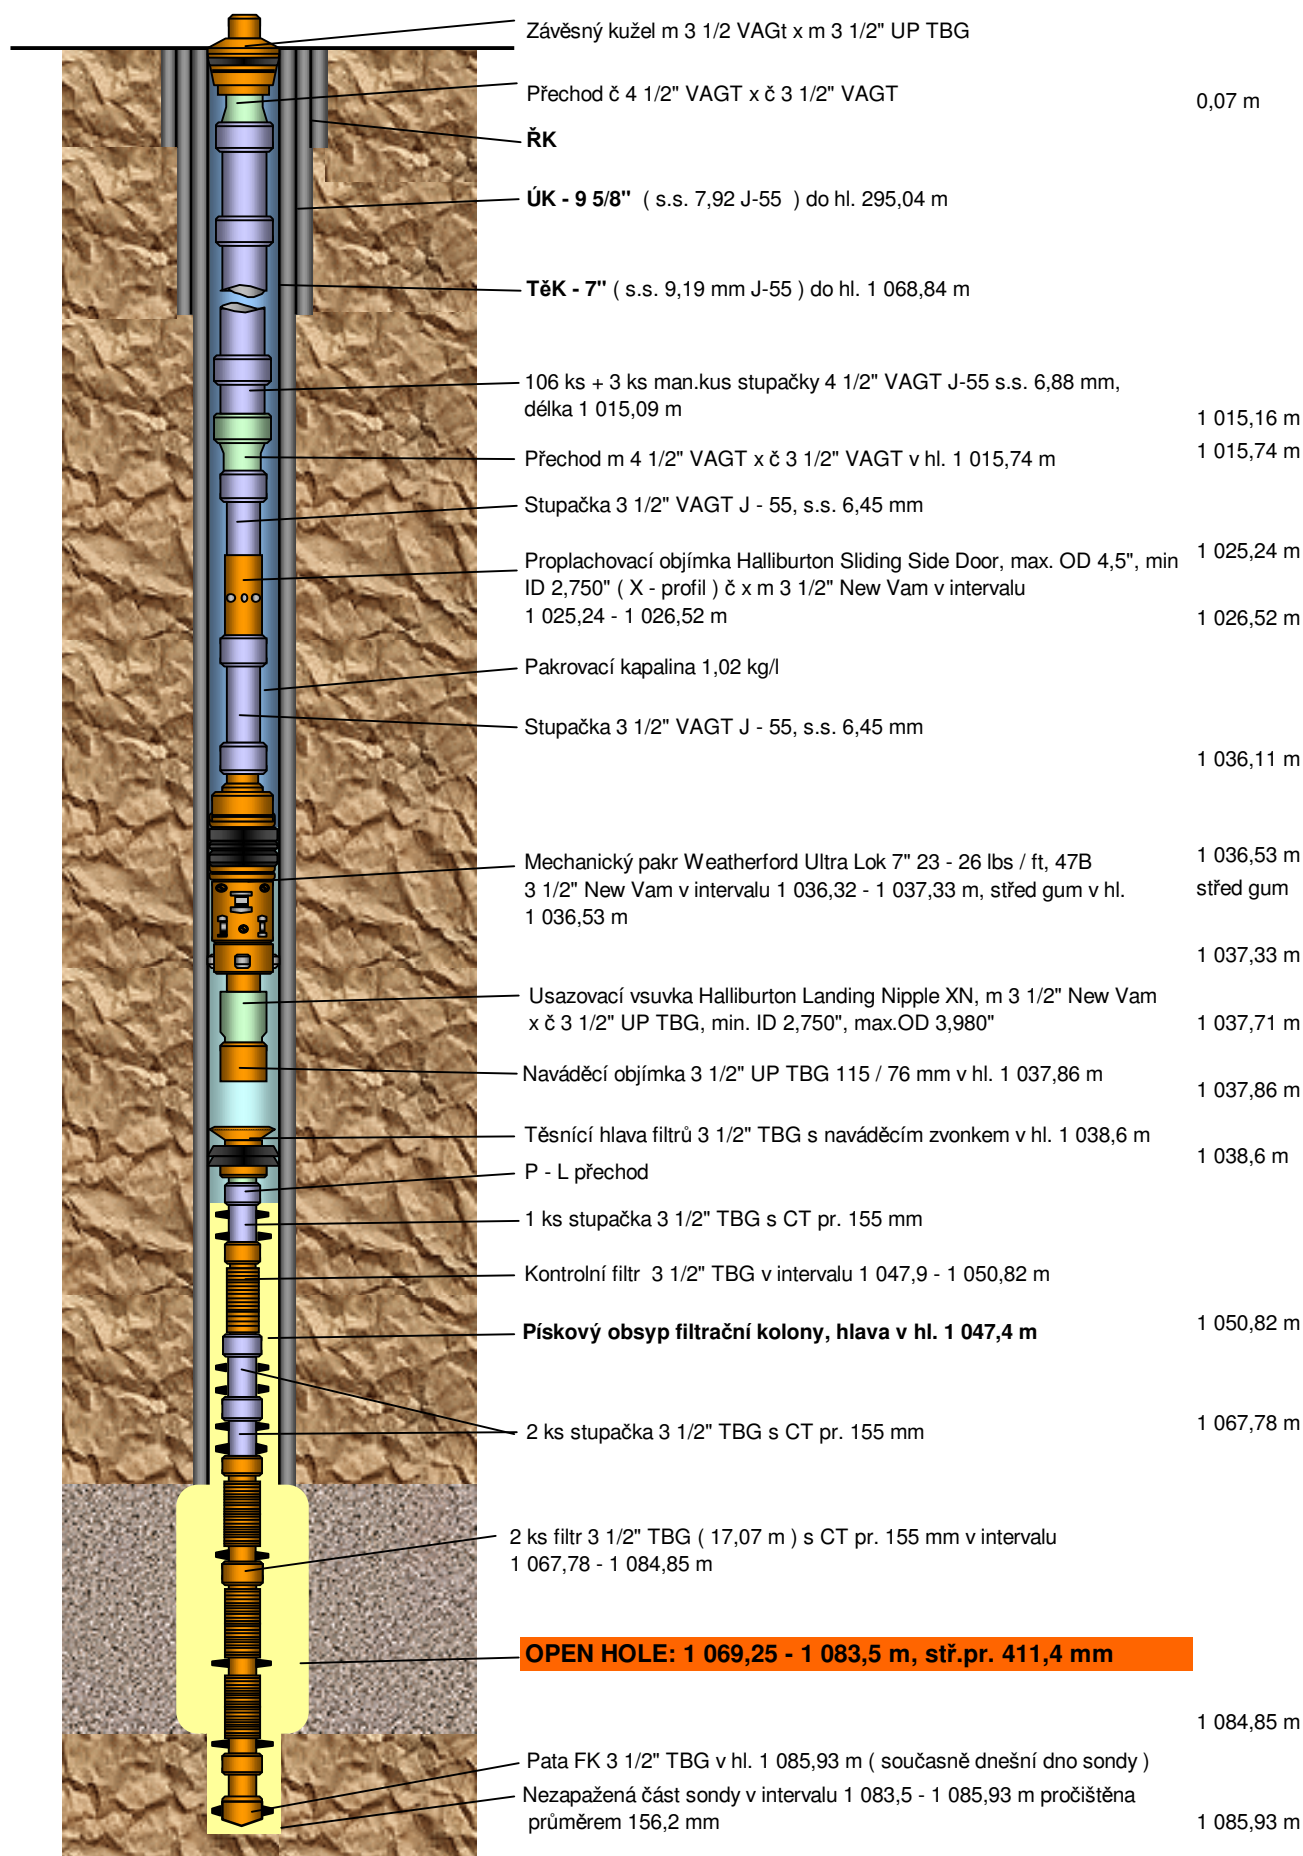 Závěsný kužel m 3 1/2 VAGt x m 3 1/2" UP TBG
Přechod č 4 1/2" VAGT x č 3 1/2" VAGT
0,07 m
ŘK
ÚK - 9 5/8" ( s.s. 7,92 J-55 ) do hl. 295,04 m
TěK - 7" ( s.s. 9,19 mm J-55 ) do hl. 1 068,84 m
106 ks + 3 ks man.kus stupačky 4 1/2" VAGT J-55 s.s. 6,88 mm,
délka 1 015,09 m
1 015,16 m
Přechod m 4 1/2" VAGT x č 3 1/2" VAGT v hl. 1 015,74 m
1 015,74 m
Stupačka 3 1/2" VAGT J - 55, s.s. 6,45 mm
1 025,24 m
Proplachovací objímka Halliburton Sliding Side Door, max. OD 4,5", min
ID 2,750" ( X - profil ) č x m 3 1/2" New Vam v intervalu
1 025,24 - 1 026,52 m
1 026,52 m
Pakrovací kapalina 1,02 kg/l
Stupačka 3 1/2" VAGT J - 55, s.s. 6,45 mm
1 036,11 m
Mechanický pakr Weatherford Ultra Lok 7" 23 - 26 lbs / ft, 47B
3 1/2" New Vam v intervalu 1 036,32 - 1 037,33 m, střed gum v hl.
1 036,53 m
1 036,53 m
střed gum
1 037,33 m
Usazovací vsuvka Halliburton Landing Nipple XN, m 3 1/2" New Vam
x č 3 1/2" UP TBG, min. ID 2,750", max.OD 3,980"
1 037,71 m
Naváděcí objímka 3 1/2" UP TBG 115 / 76 mm v hl. 1 037,86 m
1 037,86 m
Těsnící hlava filtrů 3 1/2" TBG s naváděcím zvonkem v hl. 1 038,6 m
1 038,6 m
P - L přechod
1 ks stupačka 3 1/2" TBG s CT pr. 155 mm
Kontrolní filtr 3 1/2" TBG v intervalu 1 047,9 - 1 050,82 m
Pískový obsyp filtrační kolony, hlava v hl. 1 047,4 m
1 050,82 m
2 ks stupačka 3 1/2" TBG s CT pr. 155 mm
1 067,78 m
2 ks filtr 3 1/2" TBG ( 17,07 m ) s CT pr. 155 mm v intervalu
1 067,78 - 1 084,85 m
OPEN HOLE: 1 069,25 - 1 083,5 m, stř.pr. 411,4 mm
1 084,85 m
Pata FK 3 1/2" TBG v hl. 1 085,93 m ( současně dnešní dno sondy )
Nezapažená část sondy v intervalu 1 083,5 - 1 085,93 m pročištěna
průměrem 156,2 mm
1 085,93 m